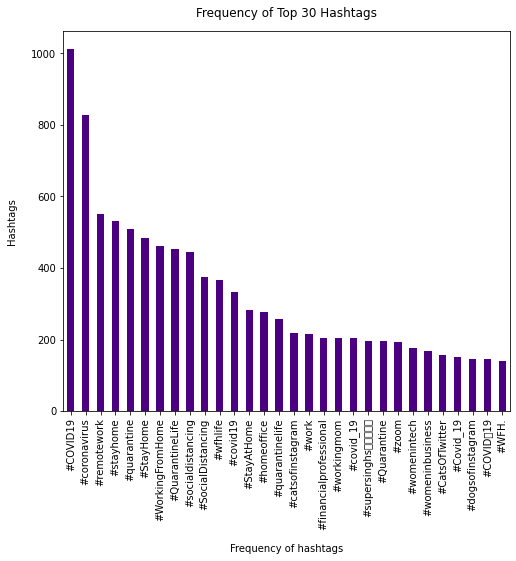 Frequency of Top 30 Hashtags
1000
800
600
400
200
0
Hashtags
#COVID19
#coronavirus
#remotework
#stayhome
#quarantine
#StayHome
#WorkingFromHome
#QuarantineLife
#socialdistancing
#SocialDistancing
#wfhlife
#covid19
#StayAtHome
#homeoffice
#quarantinelife
#catsofinstagram
#work
#financialprofessional
#workingmom
#covid_19
#supersinghs
#Quarantine
#zoom
#womenintech
#womeninbusiness
#CatsOfTwitter
#Covid_19
#dogsofinstagram
#COVID19
#WFH.
Frequency of hashtags